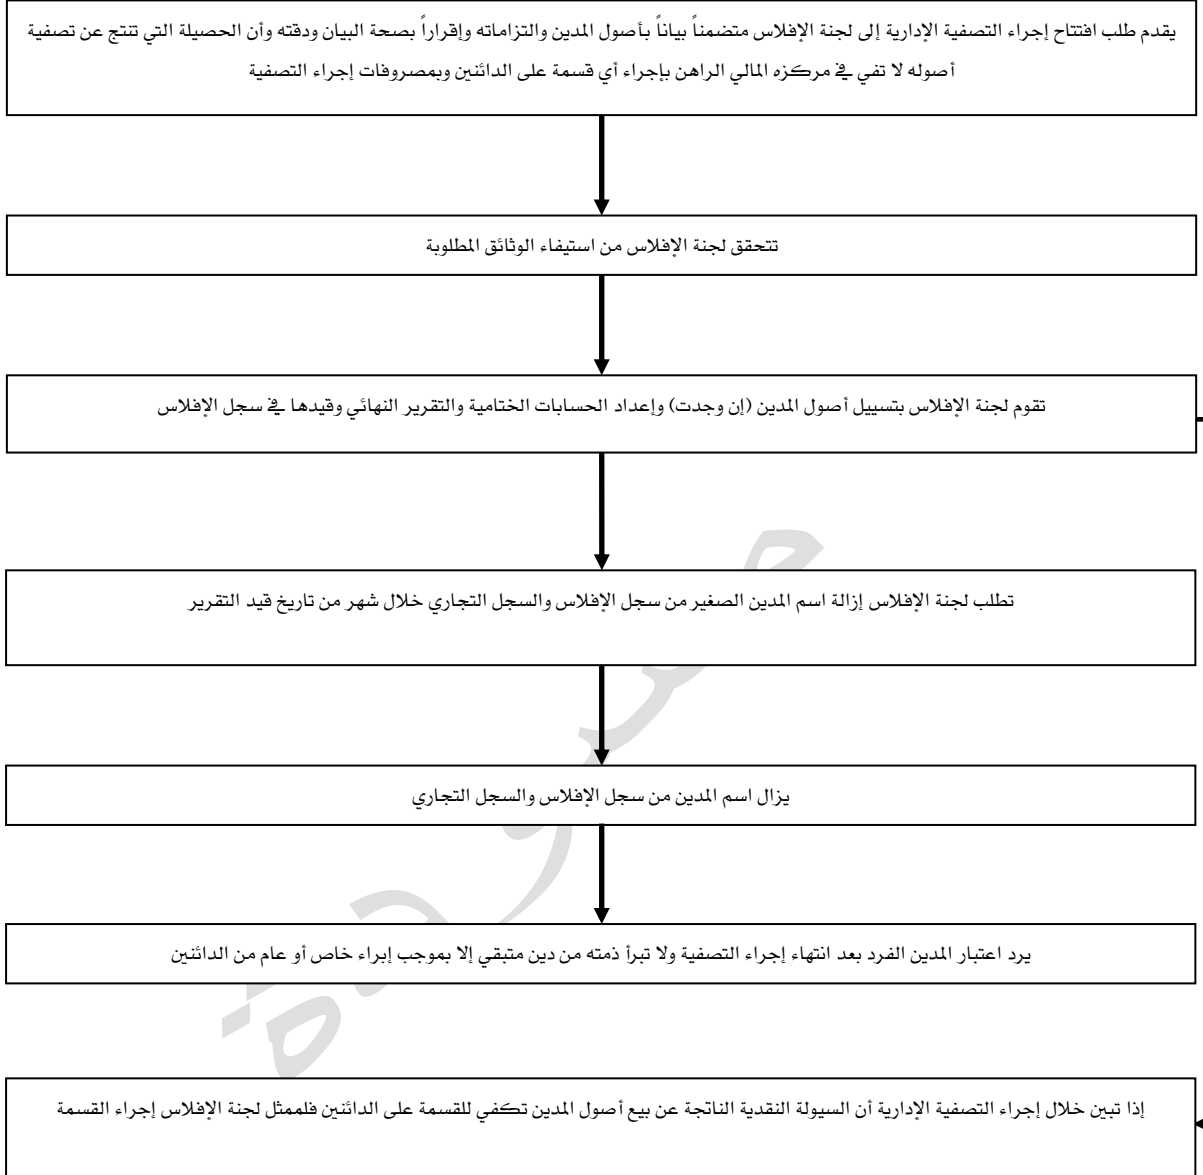 يقدم طلب افتتاح إجراء التصفية الإدارية إلى لجنة الإفلاس متضمناً بياناً بأصول المدين والتزاماته وإقراراً بصحة البيان ودقته وأن الحصيلة التي تنتج عن تصفية
أصوله لا تفي في مركزه المالي الراهن بإجراء أي قسمة على الدائنين وبمصروفات إجراء التصفية
تتحقق لجنة الإفلاس من استيفاء الوثائق المطلوبة
تقوم لجنة الإفلاس بتسييل أصول المدين (إن وجدت) وإعداد الحسابات الختامية والتقرير النهائي وقيدها في سجل الإفلاس
تطلب لجنة الإفلاس إزالة اسم المدين الصغير من سجل الإفلاس والسجل التجاري خلال شهر من تاريخ قيد التقرير
يزال اسم المدين من سجل الإفلاس والسجل التجاري
يرد اعتبار المدين الفرد بعد انتهاء إجراء التصفية ولا تبرأ ذمته من دين متبقي إلا بموجب إبراء خاص أو عام من الدائنين
إذا تبين خلال إجراء التصفية الإدارية أن السيولة النقدية الناتجة عن بيع أصول المدين تكفي للقسمة على الدائنين فلممثل لجنة الإفلاس إجراء القسمة
مسودة